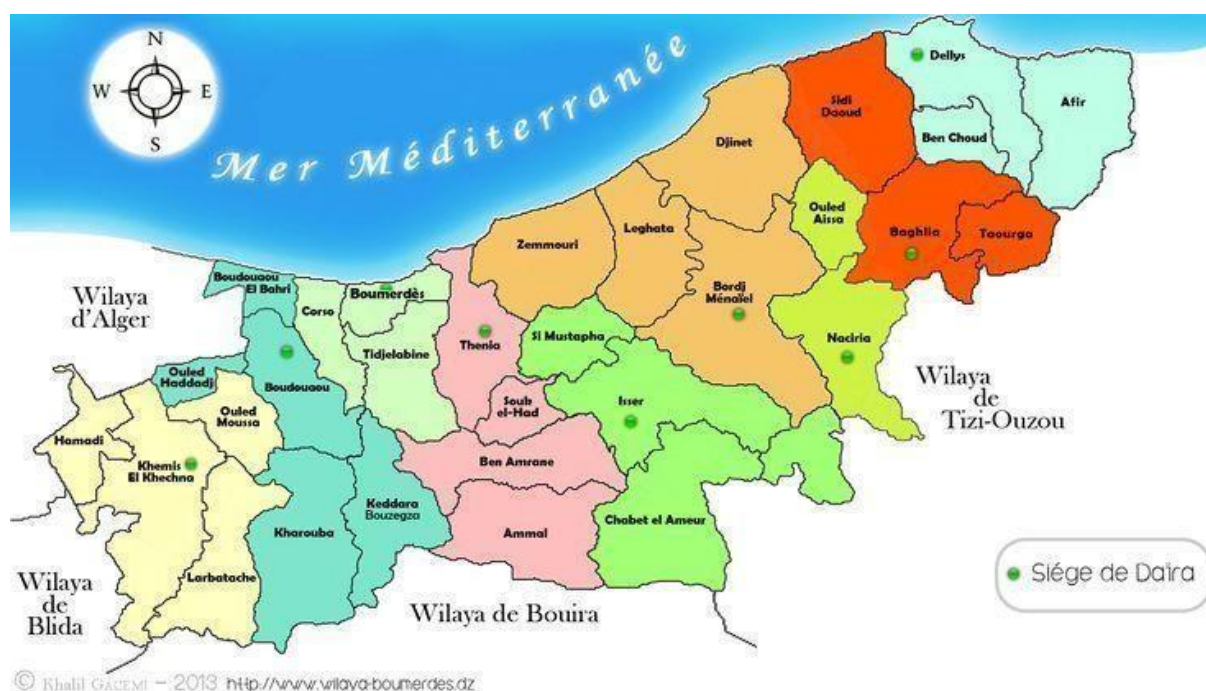 N
W
E
S
Mer Méditerranée
Dellys
Afir
Sidi
Daoud
Ben Choud
Djinet
Ouled
Aissa
Baghlia
Taourga
Leghata
Zemmouri
Bordj
Ménaïel
Naciria
Boudouaou
El Bahri
Wilaya
d'Alger
Corso
Boumerdès
Thenia
Si Mustapha
Tidjelabine
Ouled
Haddadj
Boudouaou
Ouled
Moussa
Souk
el-Had
Isser
Wilaya
de
Tizi-Ouzou
Hamadi
Khemis
El Khechna
Ben Amrane
Keddara
Bouzegza
Kharouba
Ammal
Chabet el Ameur
Larbatache
Wilaya
de
Blida
Wilaya de Bouira
Siége de Daïra
© Khalil GACEMI - 2013 http://www.wilaya-boumerdes.dz